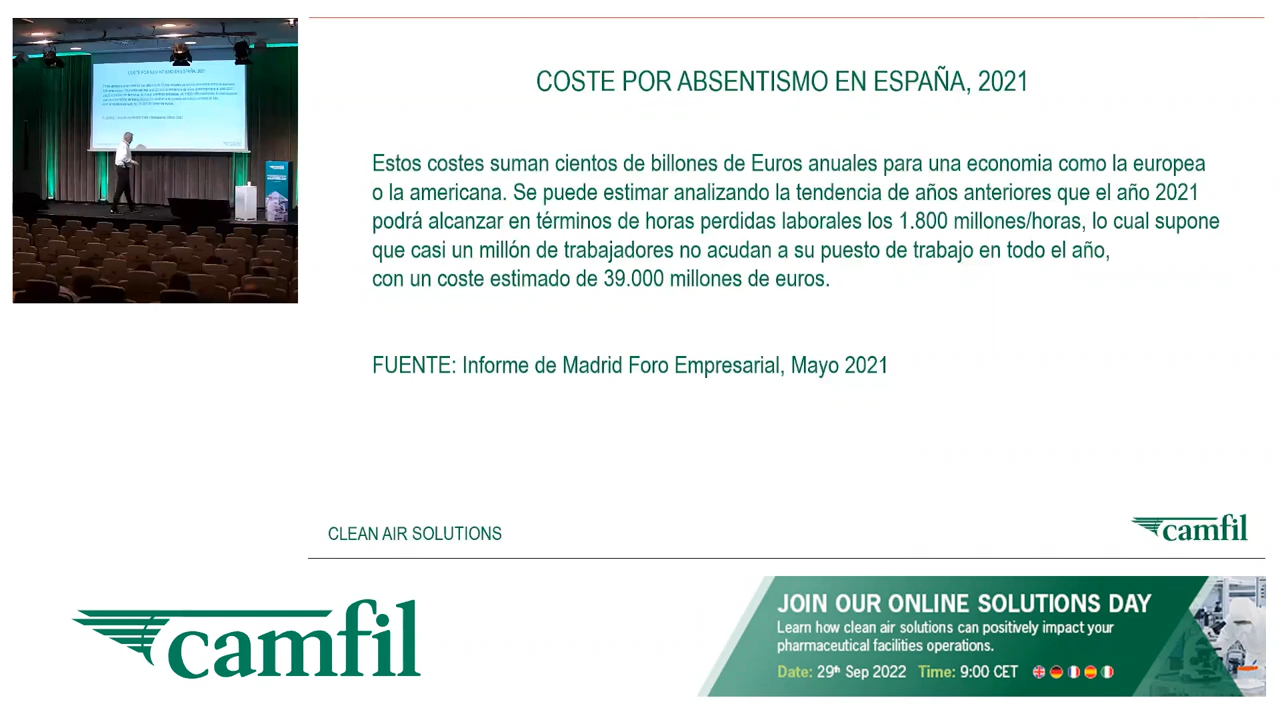 COSTE POR ABSENTISMO EN ESPAÑA, 2021
Estos costes suman cientos de billones de Euros anuales para una economia como la europea
o la americana. Se puede estimar analizando la tendencia de años anteriores que el año 2021
podrá alcanzar en términos de horas perdidas laborales los 1.800 millones/horas, lo cual supone
que casi un millón de trabajadores no acudan a su puesto de trabajo en todo el año,
con un coste estimado de 39.000 millones de euros.
FUENTE: Informe de Madrid Foro Empresarial, Mayo 2021
CLEAN AIR SOLUTIONS
camfil
camfil
JOIN OUR ONLINE SOLUTIONS DAY
Learn how clean air solutions can positively impact your
pharmaceutical facilities operations.
Date: 29th Sep 2022 Time: 9:00 CET